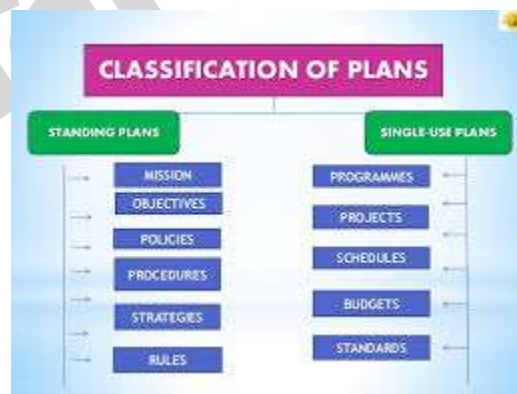 CLASSIFICATION OF PLANS
STANDING PLANS
MISSION
OBJECTIVES
POLICIES
PROCEDURES
STRATEGIES
RULES
SINGLE-USE PLANS
PROGRAMMES
PROJECTS
SCHEDULES
BUDGETS
STANDARDS